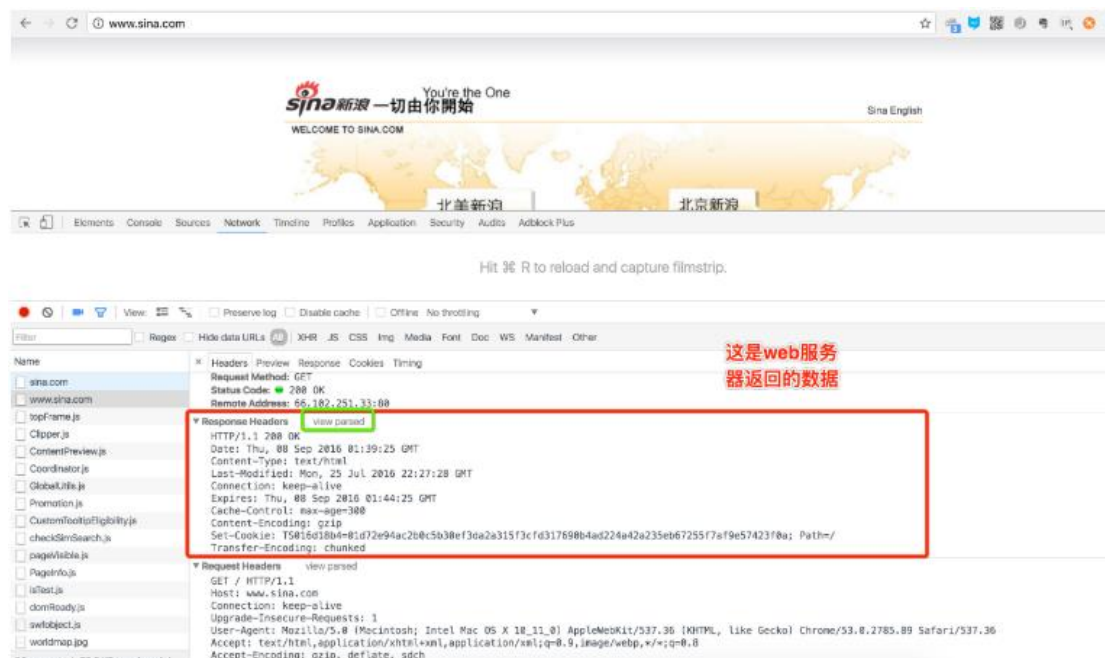 www.sina.com
You're the One
sina新浪 一切由你開始
Sina English
WELCOME TO SINA.COM
北美新浪
北京新浪
Elements Console Sources Network Timeline Profiles Application Security Audits Adblock Plus
Hit ⌘ R to reload and capture filmstrip.
View: Preserve log Disable cache Offline No throttling
Filter Regex Hide data URLs All XHR JS CSS Img Media Font Doc WS Manifest Other
这是web服务
器返回的数据
Name
× Headers Preview Response Cookies Timing
sina.com
www.sina.com
topFrame.js
Clipper.js
ContentPreview.js
Coordinator.js
GlobalUtils.js
Promotion.js
CustomTooltipEligibility.js
checkSimSearch.js
pageVisible.js
PageInfo.js
isTest.js
domReady.js
swfobject.js
worldmap.jpg
Request Method: GET
Status Code: 200 OK
Remote Address: 66.102.251.33:80
Response Headers view parsed
HTTP/1.1 200 OK
Date: Thu, 08 Sep 2016 01:39:25 GMT
Content-Type: text/html
Last-Modified: Mon, 25 Jul 2016 22:27:28 GMT
Connection: keep-alive
Expires: Thu, 08 Sep 2016 01:44:25 GMT
Cache-Control: max-age=300
Content-Encoding: gzip
Set-Cookie: Path=/
Transfer-Encoding: chunked
Request Headers view parsed
GET / HTTP/1.1
Host: www.sina.com
Connection: keep-alive
Upgrade-Insecure-Requests: 1
User-Agent: Mozilla/5.0 (Macintosh; Intel Mac OS X 10_11_0) AppleWebKit/537.36 (KHTML, like Gecko) Chrome/53.0.2785.89 Safari/537.36
Accept: text/html,application/xhtml+xml,application/xml;q=0.9,image/webp,*/*;q=0.8
Accept-Encoding: gzip, deflate, sdch